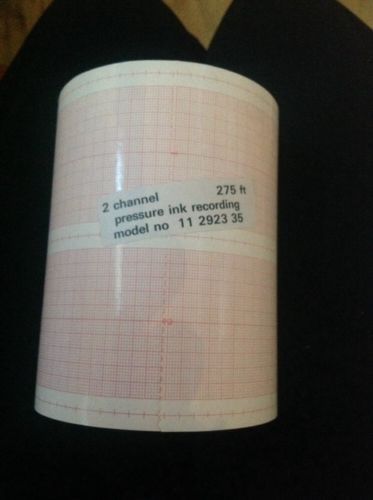 2 channel 275 ft
pressure ink recording
model no 11 2923 35